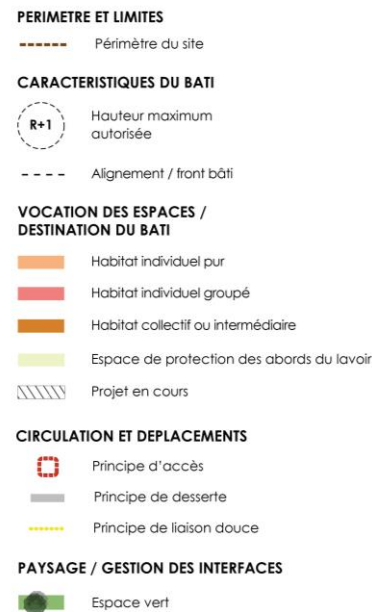 PERIMETRE ET LIMITES
Périmètre du site
CARACTERISTIQUES DU BATI
R+1
Hauteur maximum
autorisée
Alignement / front bâti
VOCATION DES ESPACES /
DESTINATION DU BATI
Habitat individuel pur
Habitat individuel groupé
Habitat collectif ou intermédiaire
Espace de protection des abords du lavoir
Projet en cours
CIRCULATION ET DEPLACEMENTS
Principe d'accès
Principe de desserte
Principe de liaison douce
PAYSAGE / GESTION DES INTERFACES
Espace vert